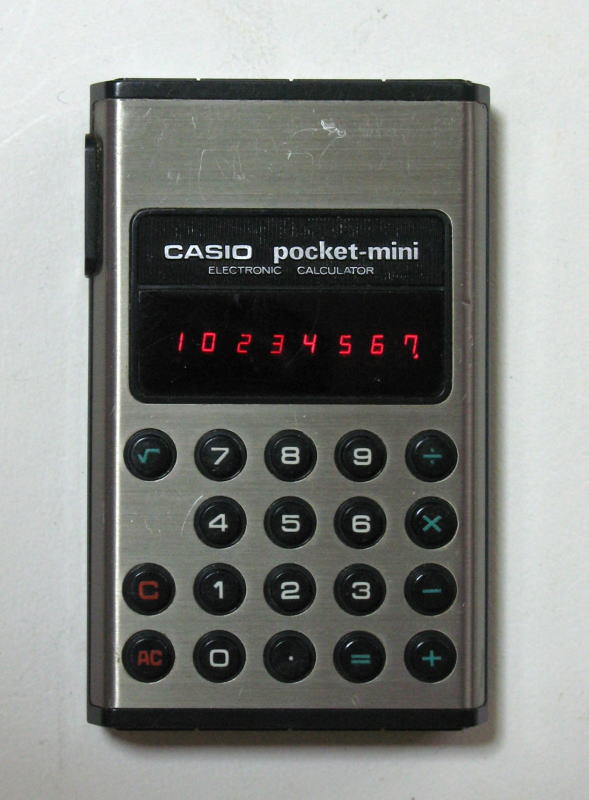 CASIO pocket-mini
ELECTRONIC CALCULATOR
10234567.
√ 7 8 9 ÷
4 5 6 ×
C 1 2 3 −
AC 0 · = +